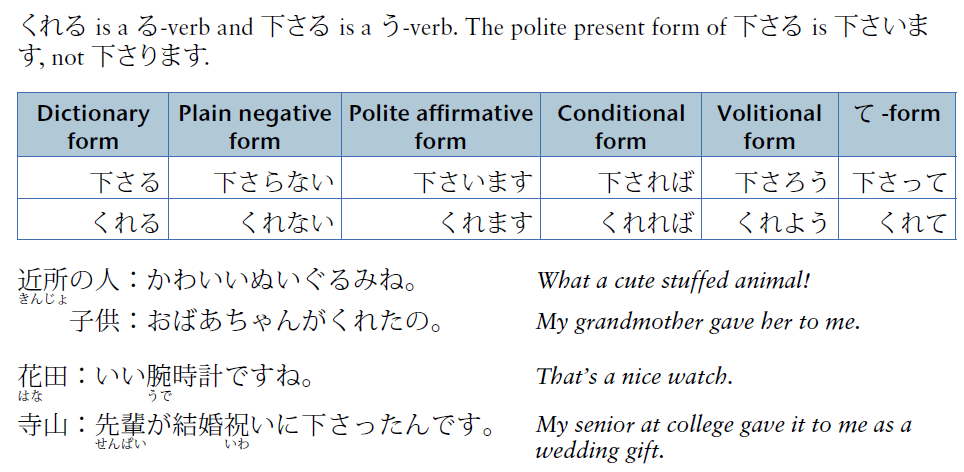 くれる is a る-verb and 下さる is a う-verb. The polite present form of 下さる is 下さいま
す, not 下さります.
Dictionary form Plain negative form Polite affirmative form Conditional form Volitional form て -form
下さる 下さらない 下さいます 下されば 下さろう 下さって
くれる くれない くれます くれれば くれよう くれて
近所の人：かわいいぬいぐるみね。 What a cute stuffed animal!
きんじょ
子供：おばあちゃんがくれたの。 My grandmother gave her to me.
花田：いい腕時計ですね。 That's a nice watch.
はな うで
寺山：先輩が結婚祝いに下さったんです。 My senior at college gave it to me as a
せんぱい いわ
wedding gift.